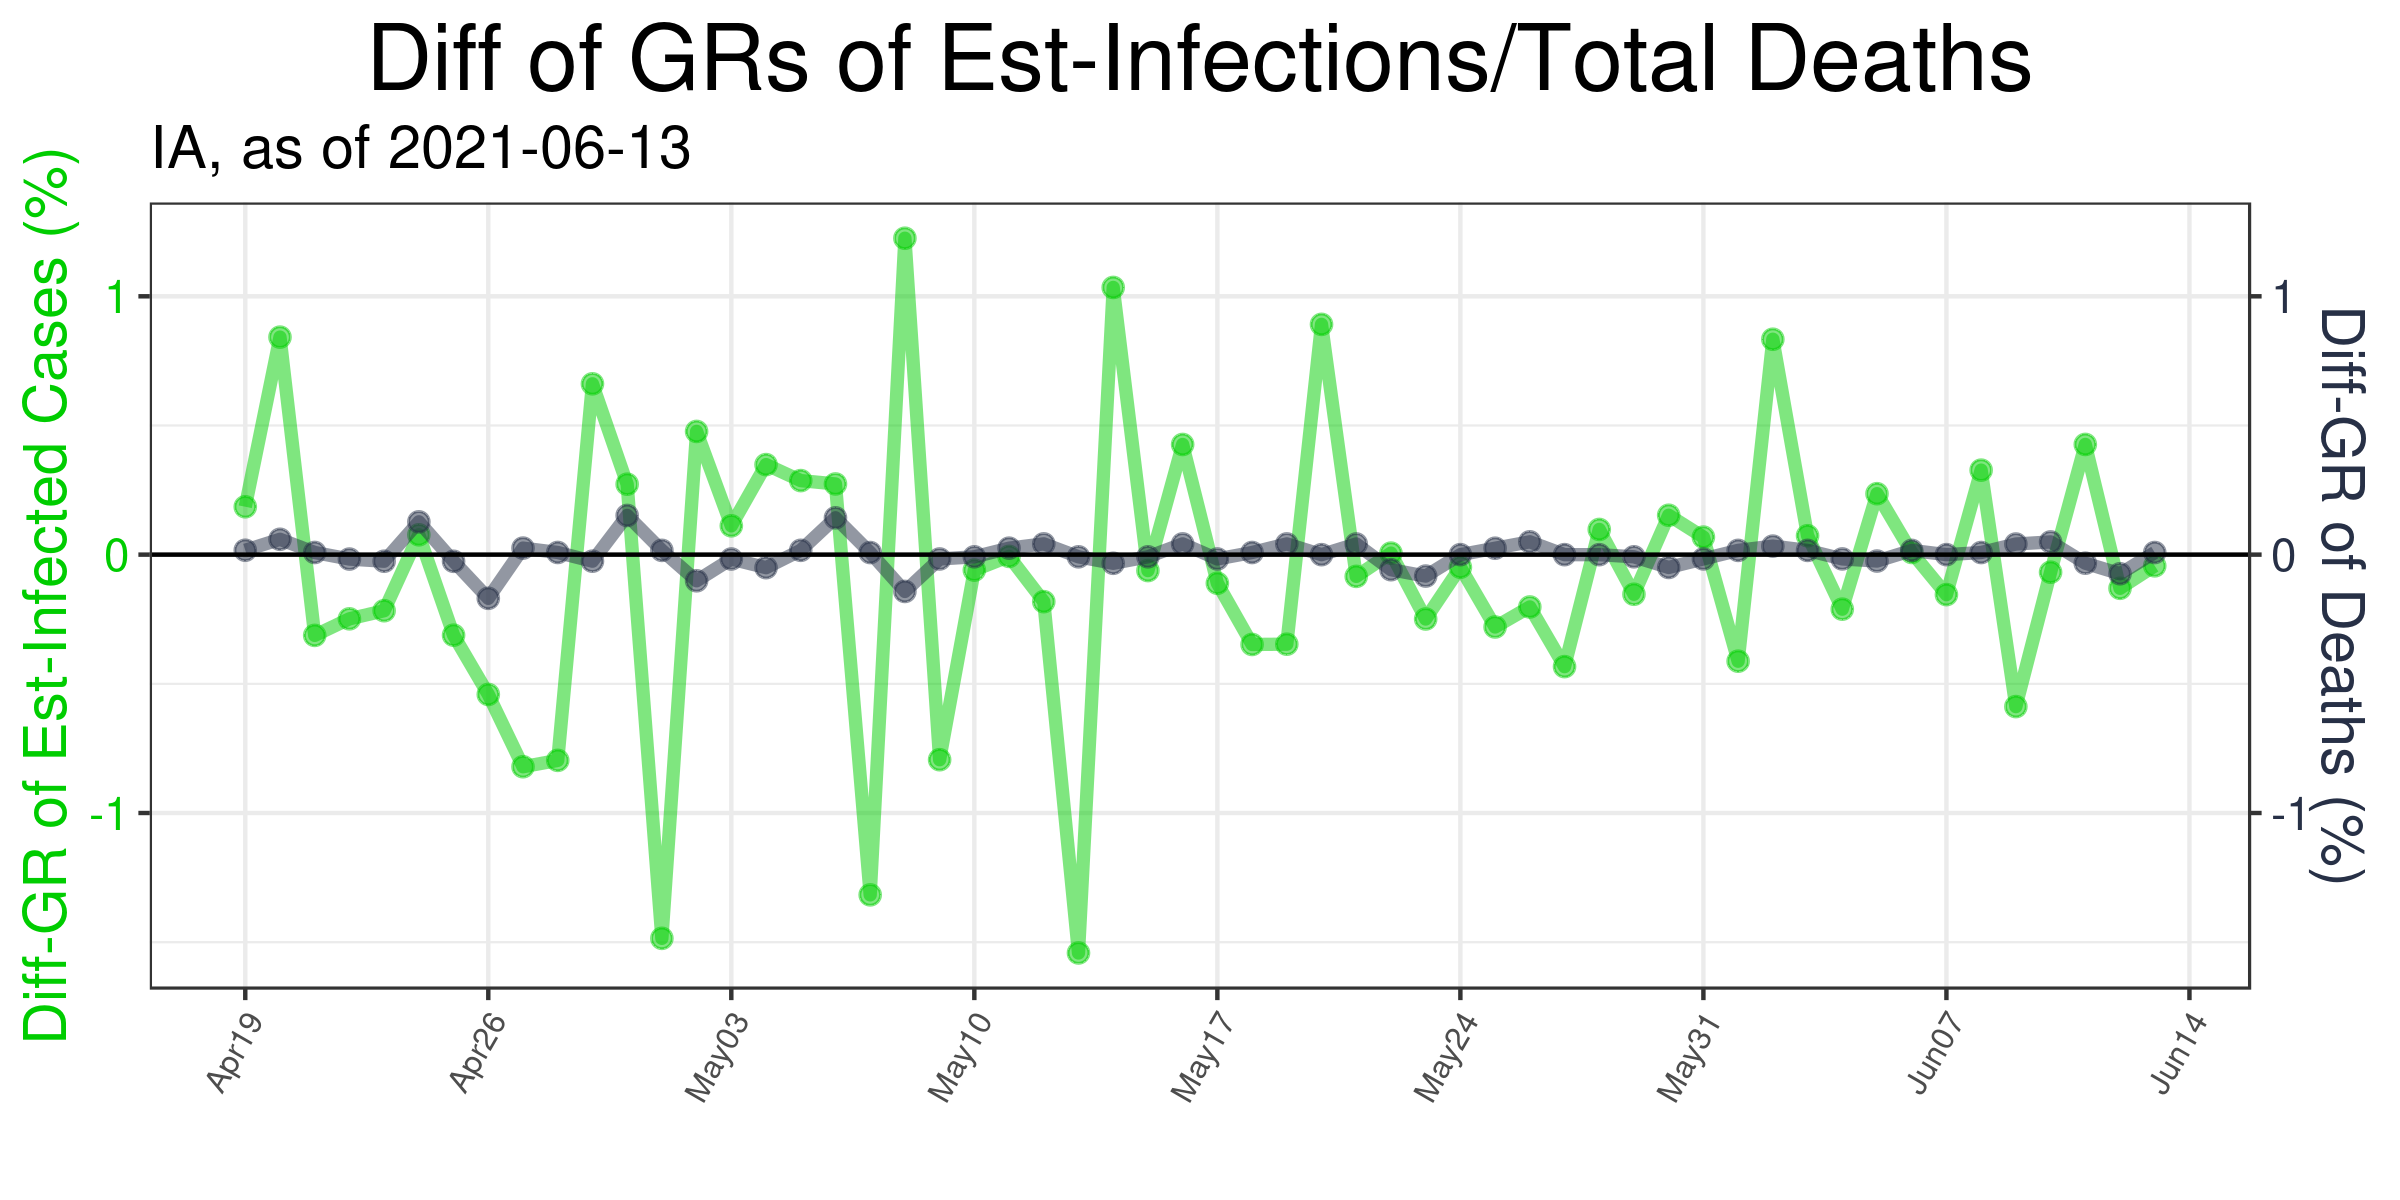 Diff of GRs of Est-Infections/Total Deaths
IA, as of 2021-06-13
Diff-GR of Est-Infected Cases (%)
1
0
-1
1
0
-1
Diff-GR of Deaths (%)
Apr19
Apr26
May03
May10
May17
May24
May31
Jun07
Jun14